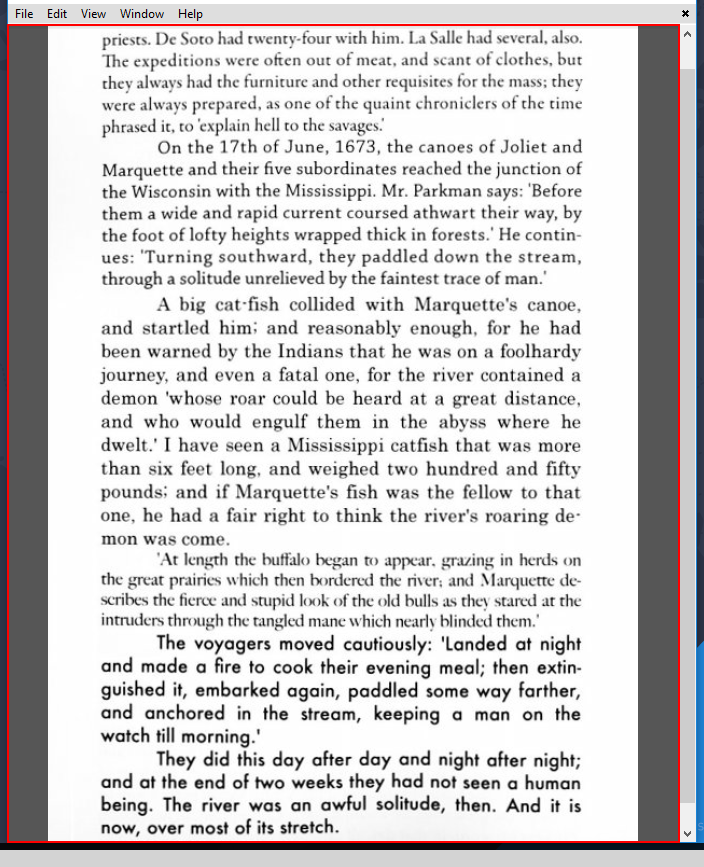 File Edit View Window Help
priests. De Soto had twenty-four with him. La Salle had several, also.
The expeditions were often out of meat, and scant of clothes, but
they always had the furniture and other requisites for the mass; they
were always prepared, as one of the quaint chroniclers of the time
phrased it, to 'explain hell to the savages.'
On the 17th of June, 1673, the canoes of Joliet and
Marquette and their five subordinates reached the junction of
the Wisconsin with the Mississippi. Mr. Parkman says: 'Before
them a wide and rapid current coursed athwart their way, by
the foot of lofty heights wrapped thick in forests.' He contin-
ues: 'Turning southward, they paddled down the stream,
through a solitude unrelieved by the faintest trace of man.'
A big cat-fish collided with Marquette's canoe,
and startled him; and reasonably enough, for he had
been warned by the Indians that he was on a foolhardy
journey, and even a fatal one, for the river contained a
demon 'whose roar could be heard at a great distance,
and who would engulf them in the abyss where he
dwelt.' I have seen a Mississippi catfish that was more
than six feet long, and weighed two hundred and fifty
pounds; and if Marquette's fish was the fellow to that
one, he had a fair right to think the river's roaring de-
mon was come.
'At length the buffalo began to appear, grazing in herds on
the great prairies which then bordered the river; and Marquette de-
scribes the fierce and stupid look of the old bulls as they stared at the
intruders through the tangled mane which nearly blinded them.'
The voyagers moved cautiously: 'Landed at night
and made a fire to cook their evening meal; then extin-
guished it, embarked again, paddled some way farther,
and anchored in the stream, keeping a man on the
watch till morning.'
They did this day after day and night after night;
and at the end of two weeks they had not seen a human
being. The river was an awful solitude, then. And it is
now, over most of its stretch.